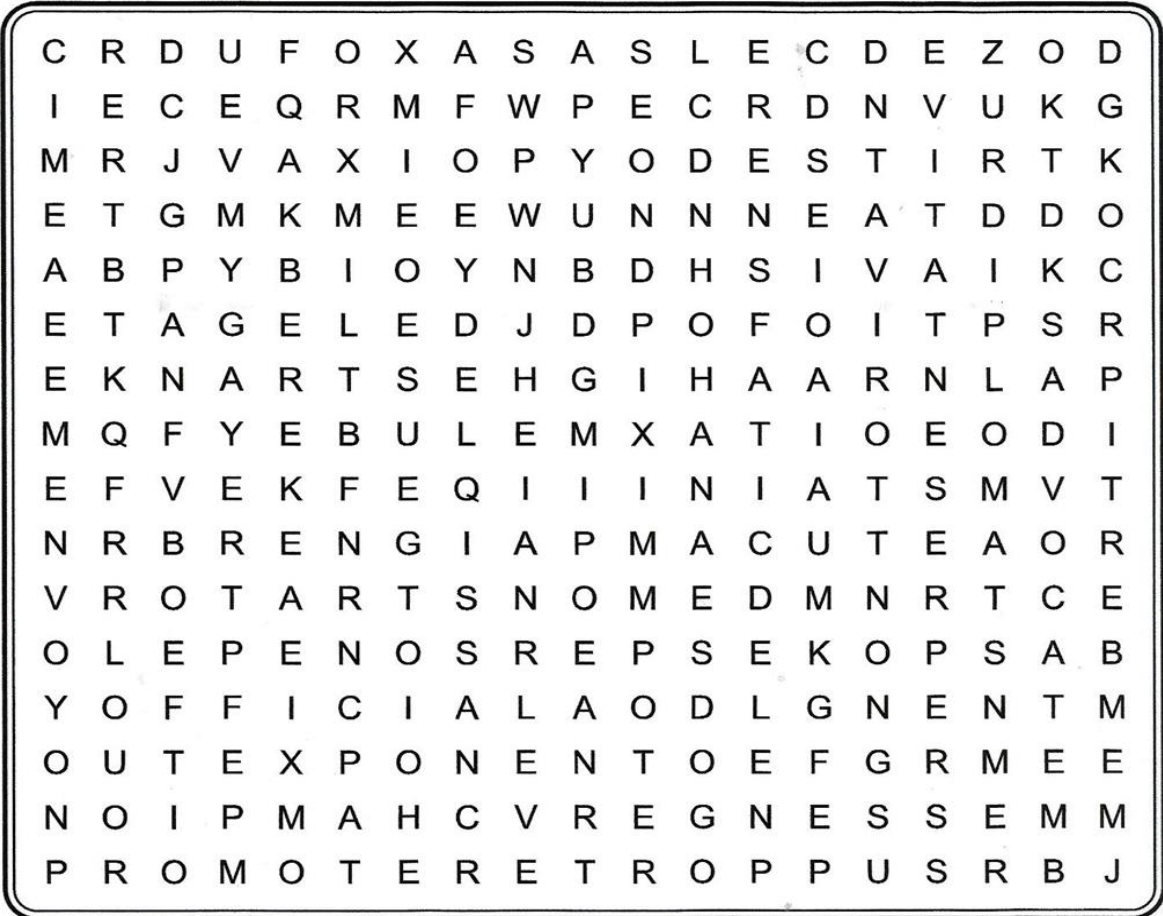 C R D U F O X A S A S L E C D E Z O D
I E C E Q R M F W P E C R D N V U K G
M R J V A X I O P Y O D E S T I R T K
E T G M K M E E W U N N N E A T D D O
A B P Y B I O Y N B D H S I V A I K C
E T A G E L E D J D P O F O I T P S R
E K N A R T S E H G I H A A R N L A P
M Q F Y E B U L E M X A T I O E O D I
E F V E K F E Q I I I N I A T S M V T
N R B R E N G I A P M A C U T E A O R
V R O T A R T S N O M E D M N R T C E
O L E P E N O S R E P S E K O P S A B
Y O F F I C I A L A O D L G N E N T M
O U T E X P O N E N T O E F G R M E E
N O I P M A H C V R E G N E S S E M M
P R O M O T E R E T R O P P U S R B J